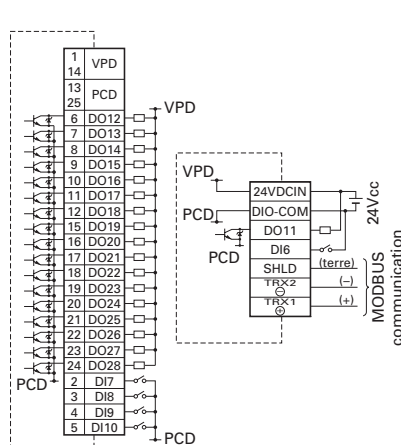 1
14
VPD
13
25
PCD
VPD
6 DO12
7 DO13
8 DO14
9 DO15
10 DO16
11 DO17
12 DO18
15 DO19
16 DO20
17 DO21
18 DO22
19 DO23
20 DO24
21 DO25
22 DO26
23 DO27
24 DO28
2 DI7
3 DI8
4 DI9
5 DI10
PCD
PCD
VPD
24VDCIN
PCD
DIO-COM
DO11
PCD
DI6
SHLD (terre)
TRX2 ⊖ (–)
TRX1 ⊕ (+)
24Vcc
MODBUS
communication